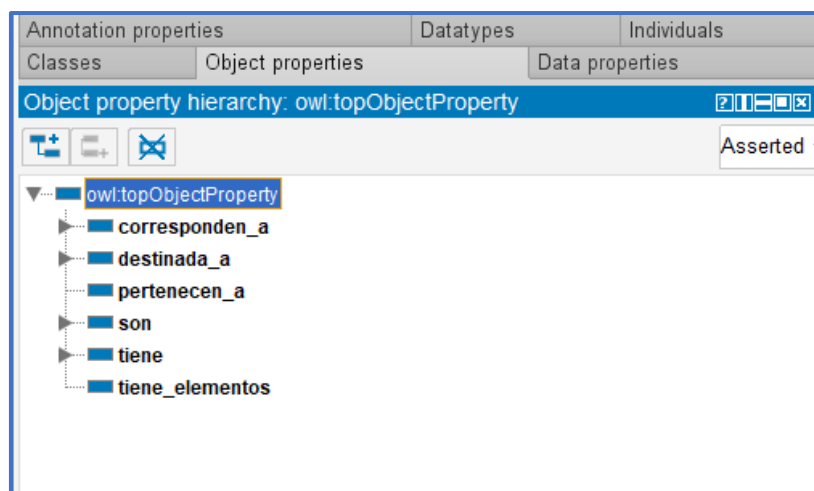 Annotation properties Datatypes Individuals
Classes Object properties Data properties
Object property hierarchy: owl:topObjectProperty
Asserted
owl:topObjectProperty
corresponden_a
destinada_a
pertenecen_a
son
tiene
tiene_elementos